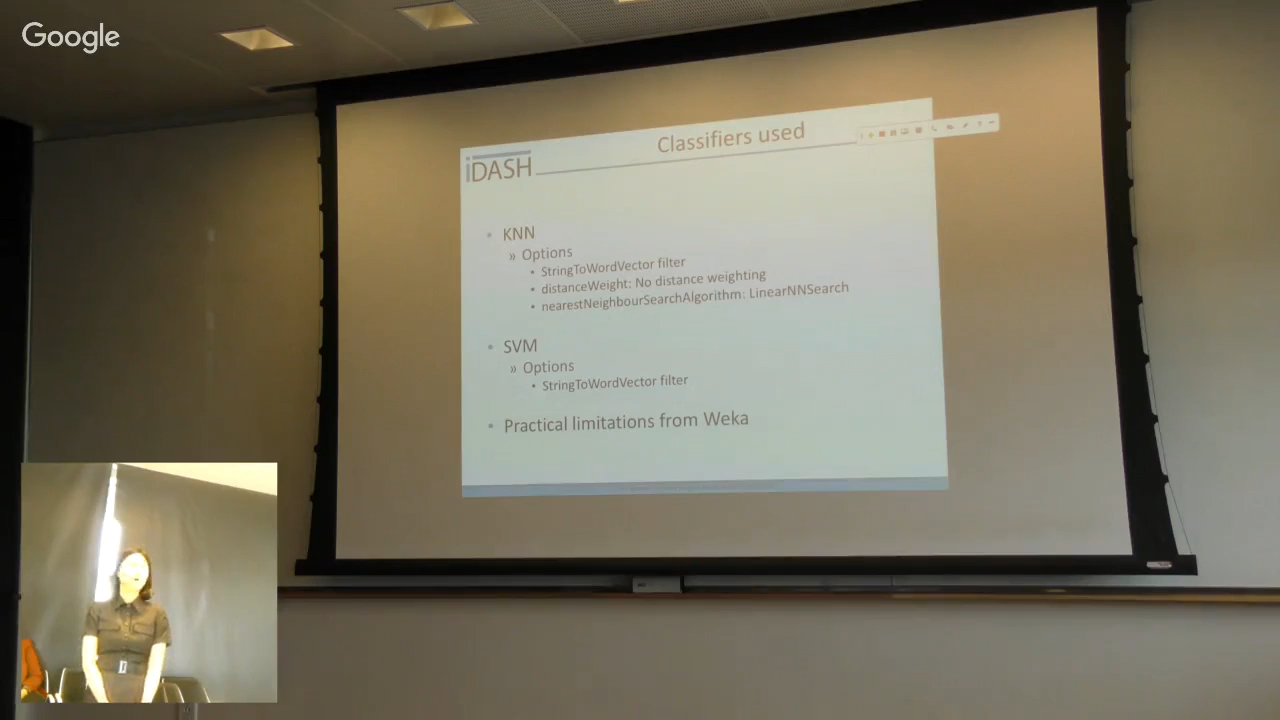 Google
Classifiers used
iDASH
• KNN
» Options
• StringToWordVector filter
• distanceWeight: No distance weighting
• nearestNeighbourSearchAlgorithm: LinearNNSearch
• SVM
» Options
• StringToWordVector filter
• Practical limitations from Weka